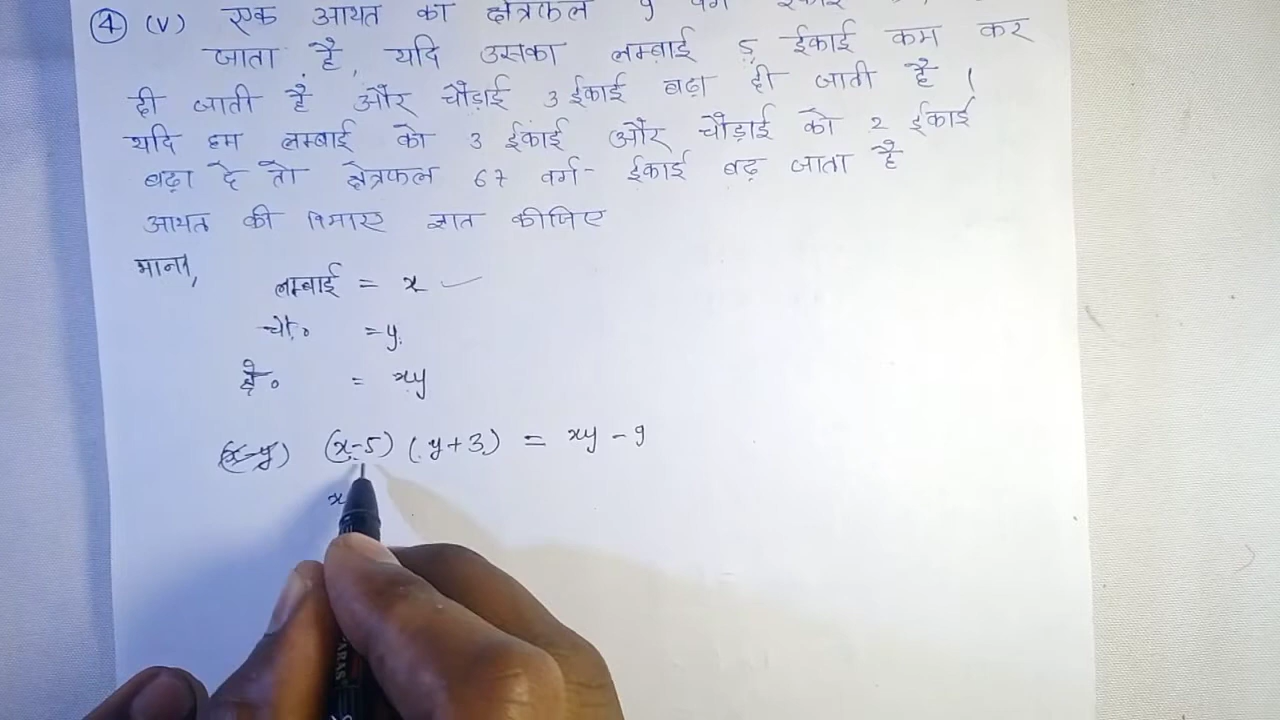 ④ (v) एक आयत का क्षेत्रफल 9 वर्ग
जाता है, यदि उसका लम्बाई 5 ईकाई कम कर
दी जाती है और चौड़ाई 3 ईकाई बढ़ा दी जाती है।
यदि हम लम्बाई को 3 ईकाई और चौड़ाई को 2 ईकाई
बढ़ा दे तो क्षेत्रफल 67 वर्ग- ईकाई बढ़ जाता है
आयत की विमाए ज्ञात कीजिए
माना,
लम्बाई = x
चौ० = y
क्षे० = xy
(x-5) (y+3) = xy - 9
x